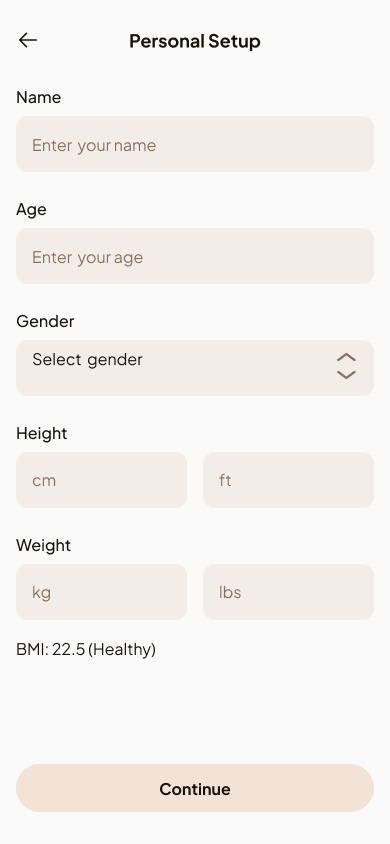 Personal Setup
Name
Enter your name
Age
Enter your age
Gender
Select gender
Height
cm ft
Weight
kg lbs
BMI: 22.5 (Healthy)
Continue